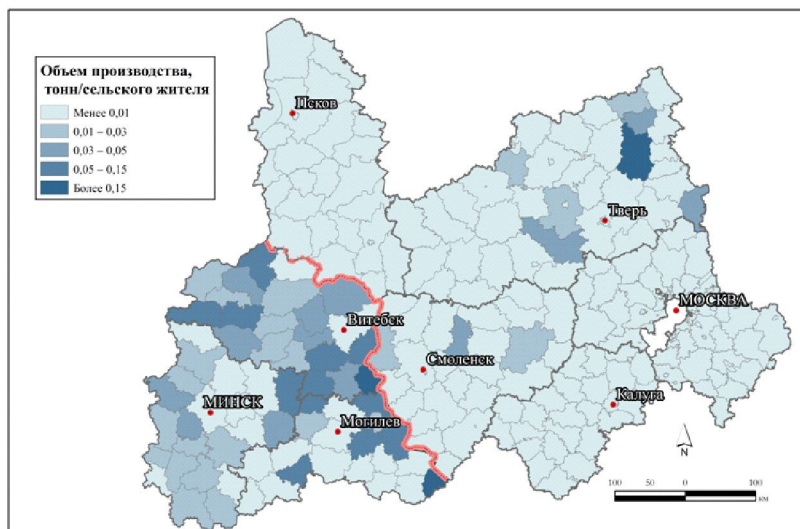 Объем производства,
тонн/сельского жителя
Менее 0,01
0,01 – 0,03
0,03 – 0,05
0,05 – 0,15
Более 0,15
Псков
Тверь
МОСКВА
Витебск
Смоленск
МИНСК
Калуга
Могилев
N
100 50 0 100
км